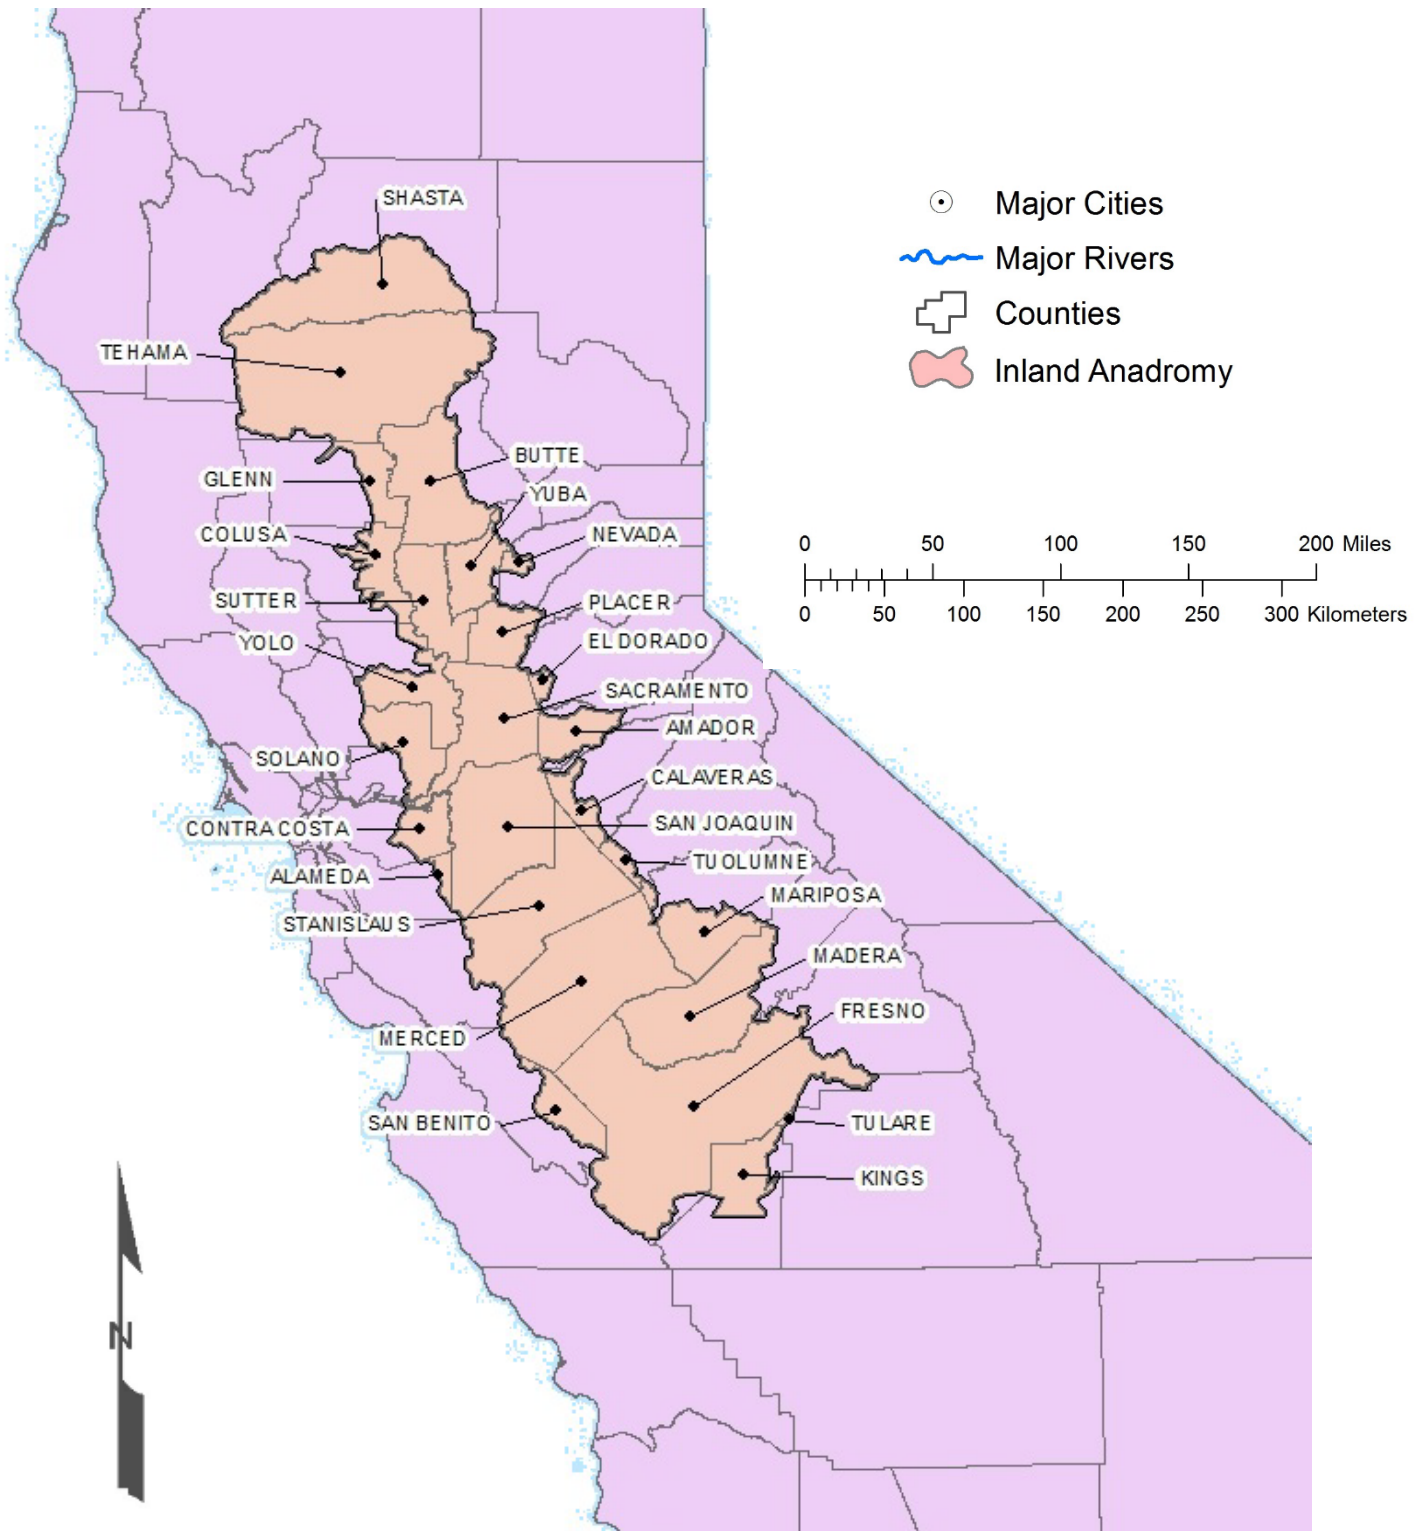 SHASTA
Major Cities
Major Rivers
Counties
Inland Anadromy
TEHAMA
BUTTE
GLENN
YUBA
COLUSA
NEVADA
0 50 100 150 200 Miles
SUTTER
PLACER
0 50 100 150 200 250 300 Kilometers
YOLO
EL DORADO
SACRAMENTO
AMADOR
SOLANO
CALAVERAS
CONTRA COSTA
SAN JOAQUIN
TUOLUMNE
ALAMEDA
MARIPOSA
STANISLAUS
MADERA
FRESNO
MERCED
SAN BENITO
TULARE
KINGS
N